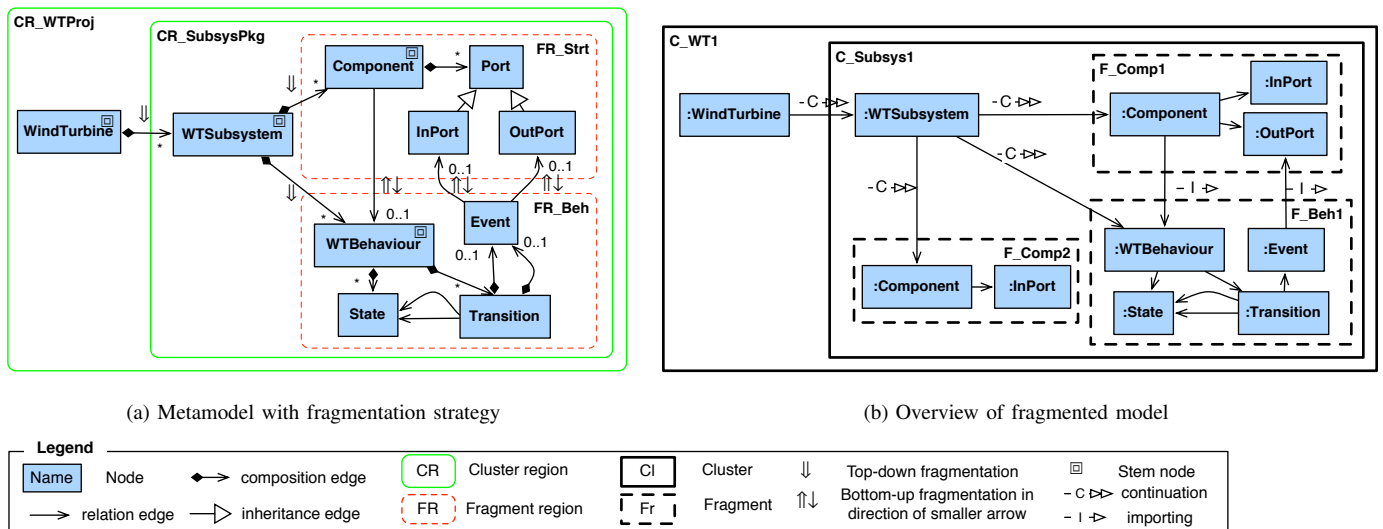 CR_WTProj
CR_SubsysPkg
FR_Strt
Component
Port
*
*
WindTurbine
*
WTSubsystem
InPort
OutPort
0..1
0..1
FR_Beh
*
0..1
Event
WTBehaviour
0..1
0..1
*
*
State
Transition
(a) Metamodel with fragmentation strategy
C_WT1
C_Subsys1
F_Comp1
:InPort
:WindTurbine
- C
:WTSubsystem
- C
:Component
:OutPort
- C
- C
- I
- I
F_Beh1
F_Comp2
:WTBehaviour
:Event
:Component
:InPort
:State
:Transition
(b) Overview of fragmented model
Legend
Name Node
composition edge
CR Cluster region
Cl Cluster
⇓ Top-down fragmentation
Stem node
relation edge
inheritance edge
FR Fragment region
Fr Fragment
⇑↓ Bottom-up fragmentation in
direction of smaller arrow
- C continuation
- I importing